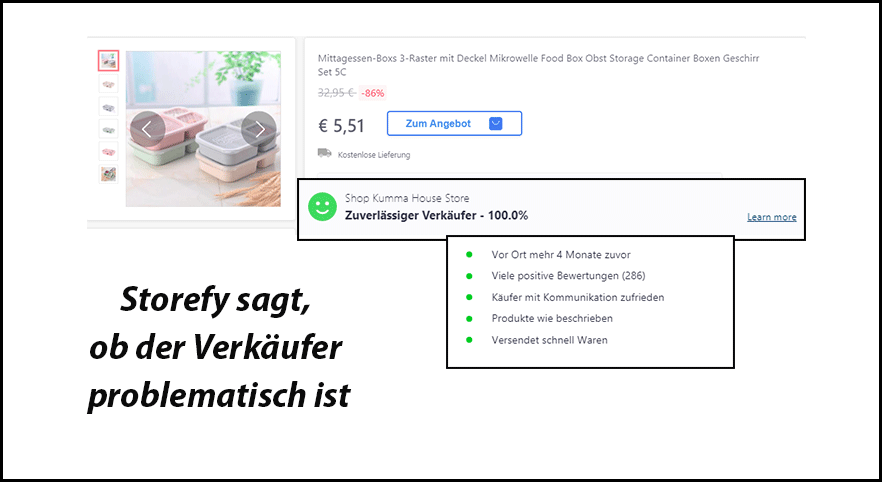 Mittagessen-Boxs 3-Raster mit Deckel Mikrowelle Food Box Obst Storage Container Boxen Geschirr
Set 5C
32,95 € -86%
€ 5,51 Zum Angebot
Kostenlose Lieferung
Shop Kumma House Store
Zuverlässiger Verkäufer - 100.0%
Learn more
Vor Ort mehr 4 Monate zuvor
Viele positive Bewertungen (286)
Käufer mit Kommunikation zufrieden
Produkte wie beschrieben
Versendet schnell Waren
Storefy sagt,
ob der Verkäufer
problematisch ist